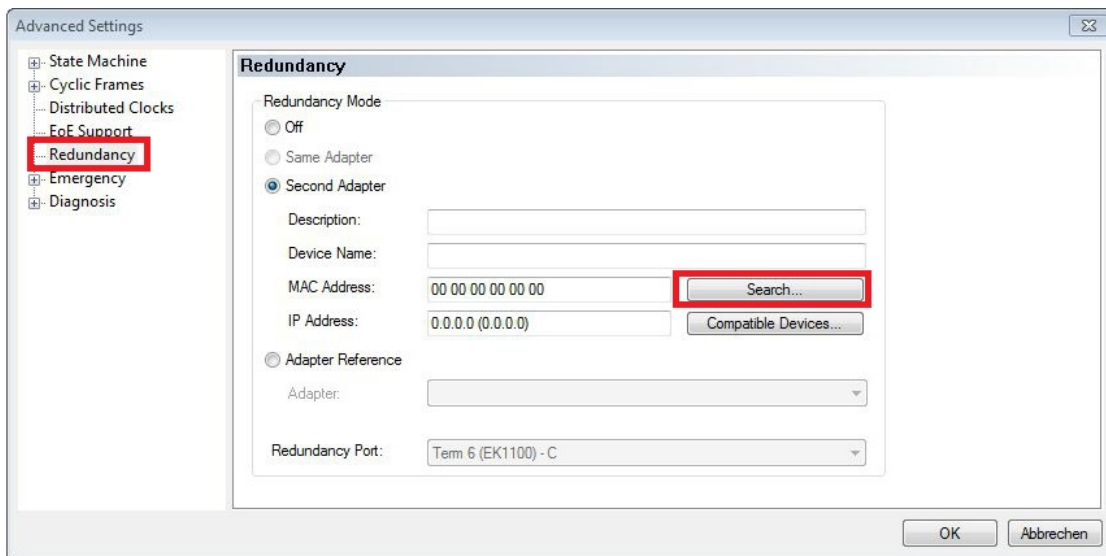 Advanced Settings
State Machine
Cyclic Frames
Distributed Clocks
EoE Support
Redundancy
Emergency
Diagnosis
Redundancy
Redundancy Mode
Off
Same Adapter
Second Adapter
Description:
Device Name:
MAC Address: 00 00 00 00 00 00 Search...
IP Address: 0.0.0.0 (0.0.0.0) Compatible Devices...
Adapter Reference
Adapter:
Redundancy Port: Term 6 (EK1100) - C
OK Abbrechen